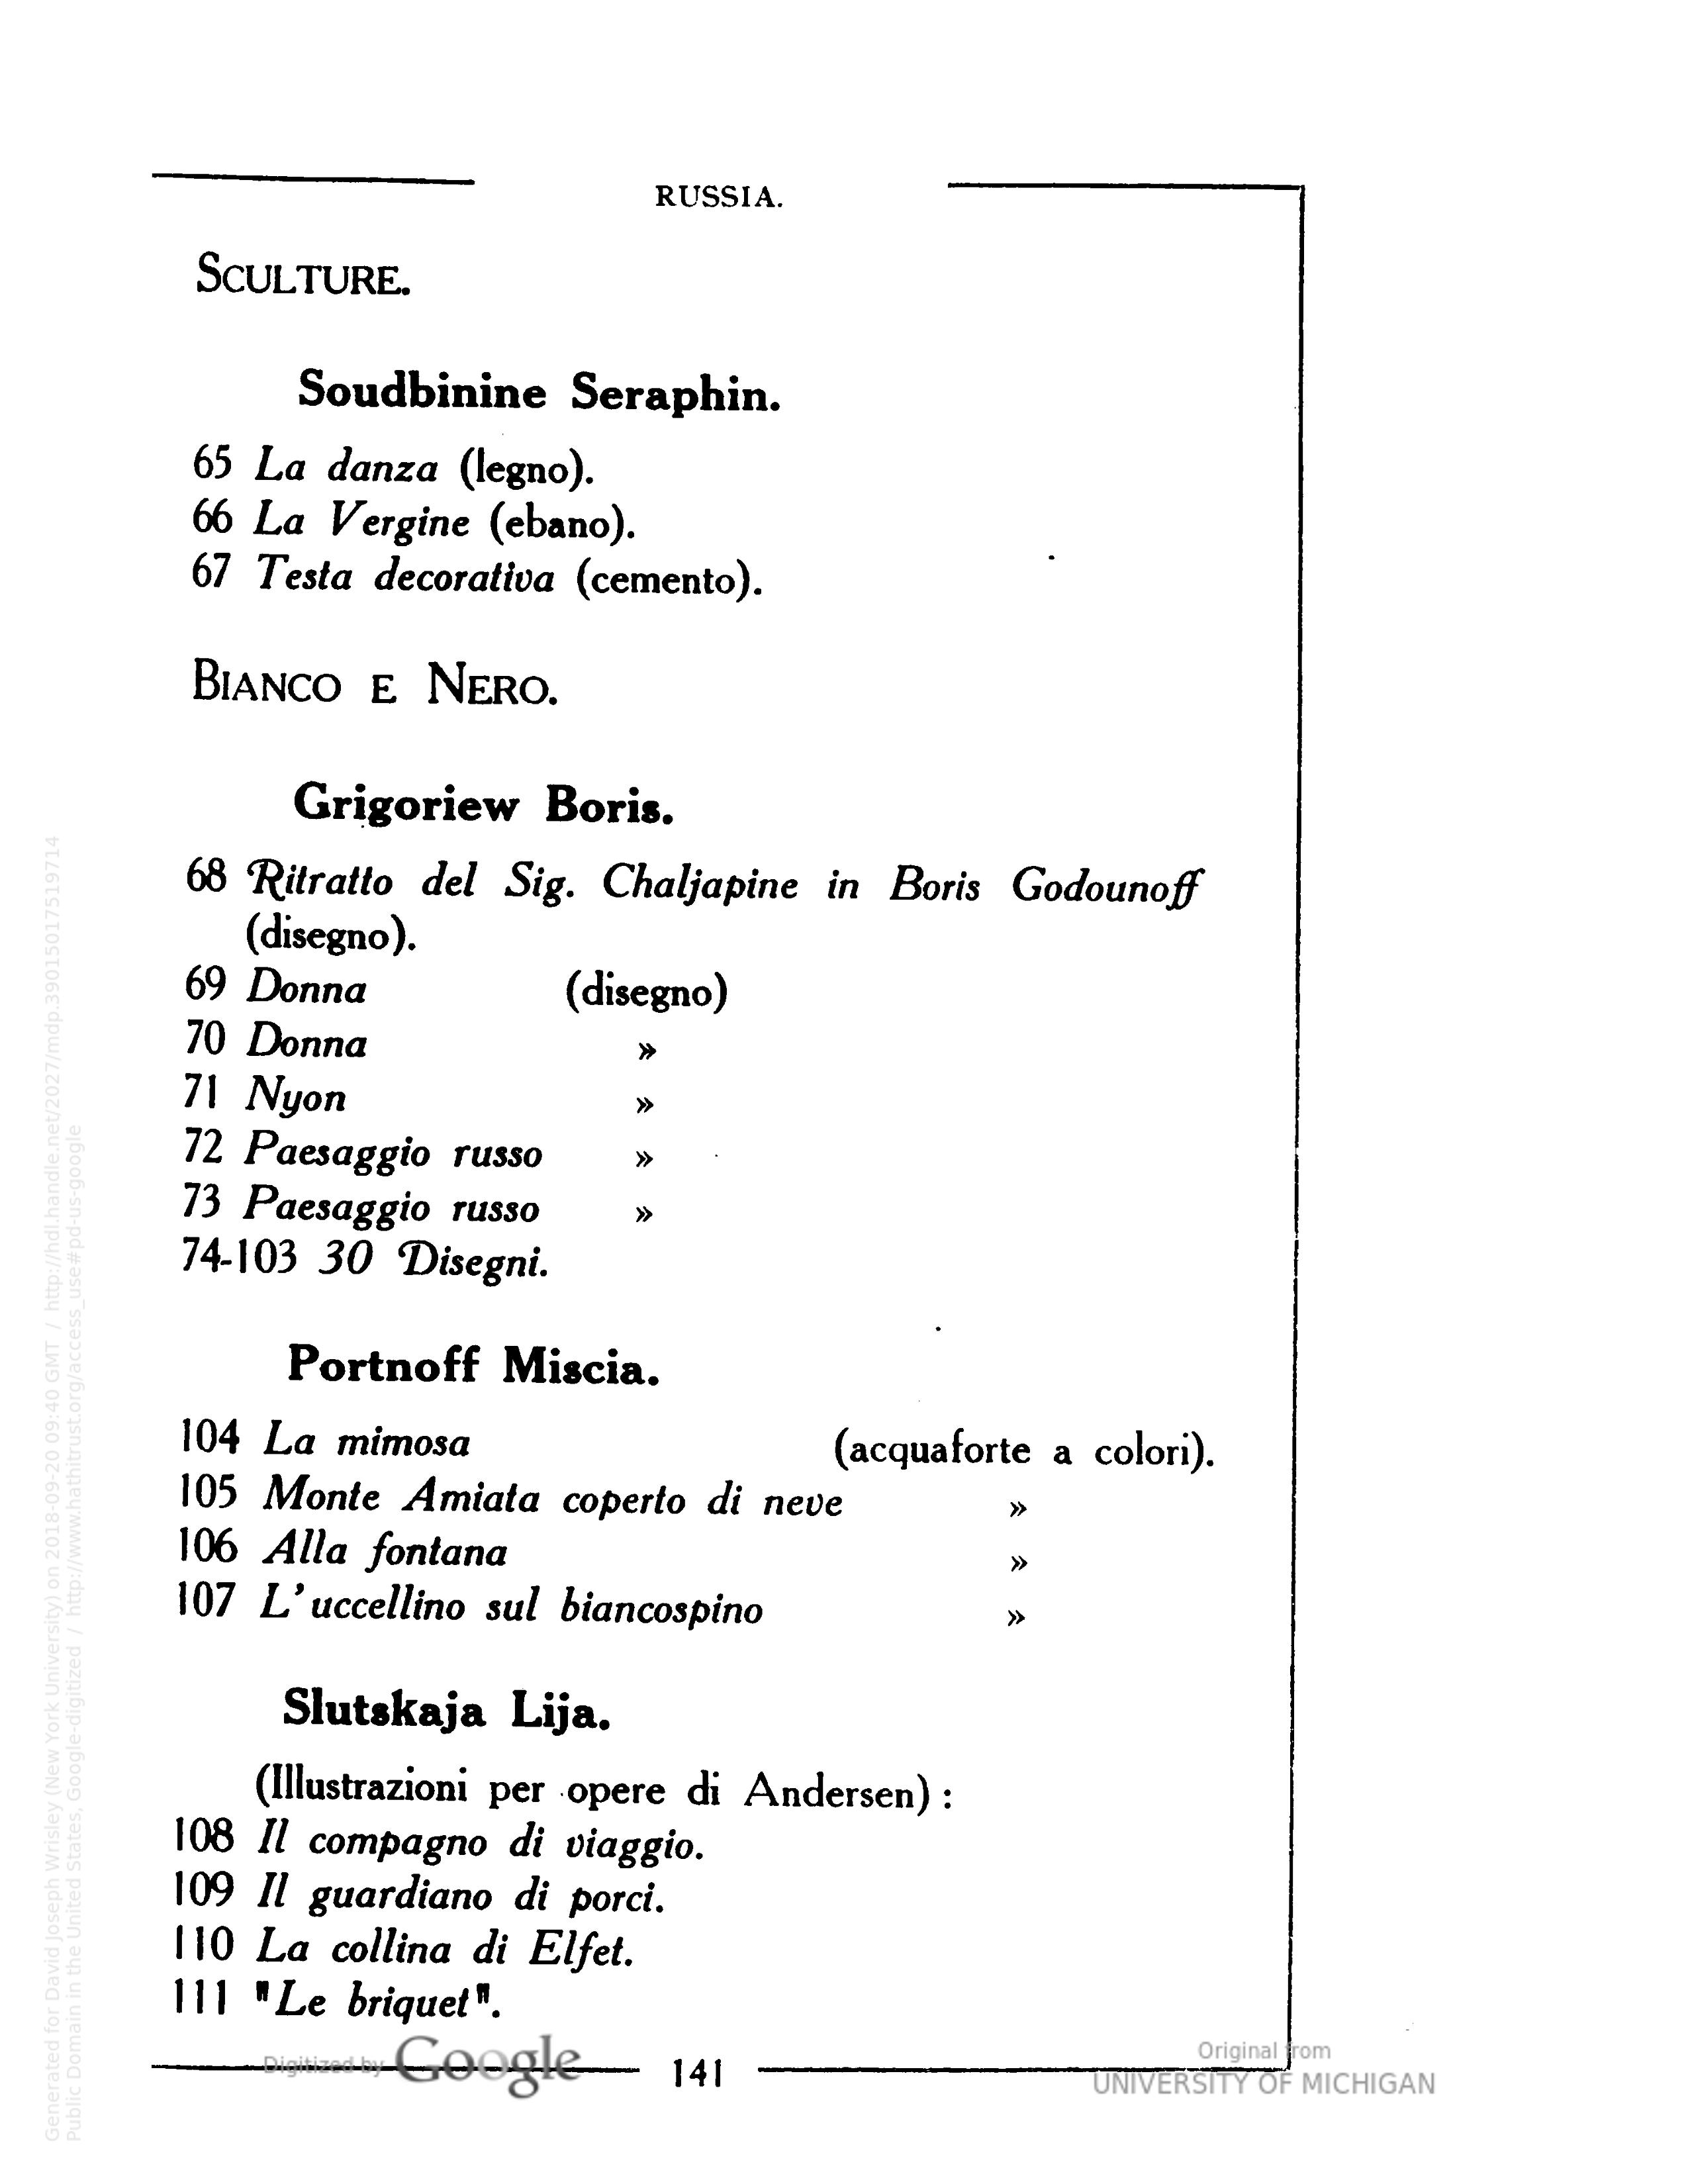 RUSSIA.
SCULTURE.
Soudbinine Seraphin.
65 La danza (legno).
66 La Vergine (ebano).
67 Testa decorativa (cemento).
BIANCO E NERO.
Grigoriew Boris.
68 Ritratto del Sig. Chaljapine in Boris Godounoff
(disegno).
69 Donna (disegno)
70 Donna »
71 Nyon »
72 Paesaggio russo »
73 Paesaggio russo »
74-103 30 Disegni.
Portnoff Miscia.
104 La mimosa (acquaforte a colori).
105 Monte Amiata coperto di neve »
106 Alla fontana »
107 L'uccellino sul biancospino »
Slutskaja Lija.
(Illustrazioni per opere di Andersen) :
108 Il compagno di viaggio.
109 Il guardiano di porci.
110 La collina di Elfet.
111 "Le briquet".
141
Digitized by Google
Original from
UNIVERSITY OF MICHIGAN
Generated for David Joseph Wrisley (New York University) on 2018-09-20 09:40 GMT / http://hdl.handle.net/2027/mdp.39015017519714
Public Domain in the United States, Google-digitized / http://www.hathitrust.org/access_use#pd-us-google